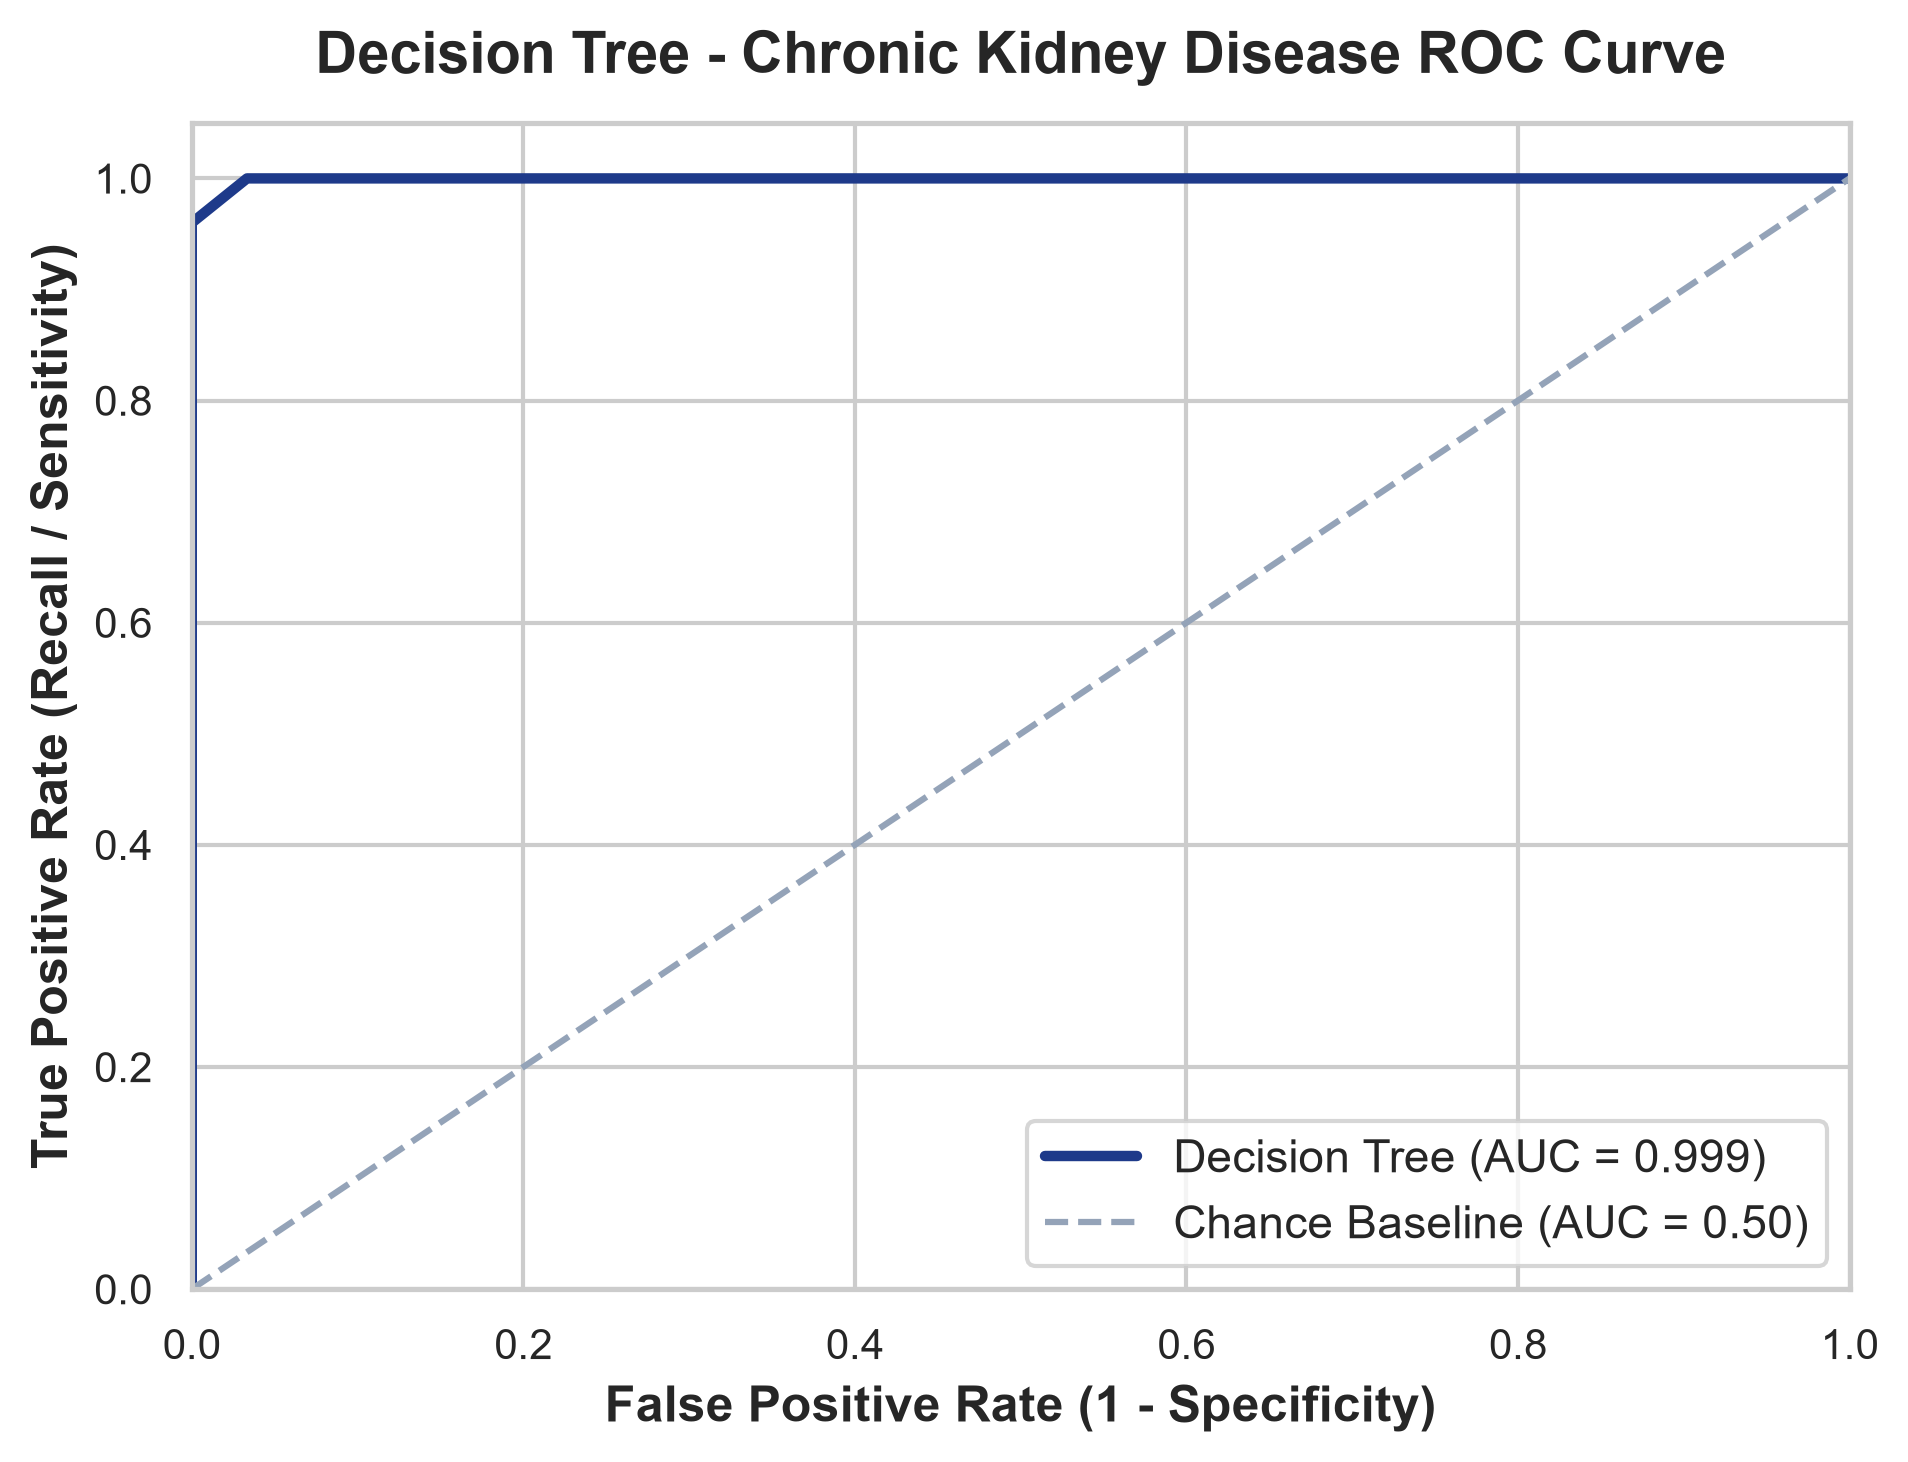 Decision Tree - Chronic Kidney Disease ROC Curve
True Positive Rate (Recall / Sensitivity)
1.0
0.8
0.6
0.4
0.2
0.0
Decision Tree (AUC = 0.999)
Chance Baseline (AUC = 0.50)
0.0 0.2 0.4 0.6 0.8 1.0
False Positive Rate (1 - Specificity)